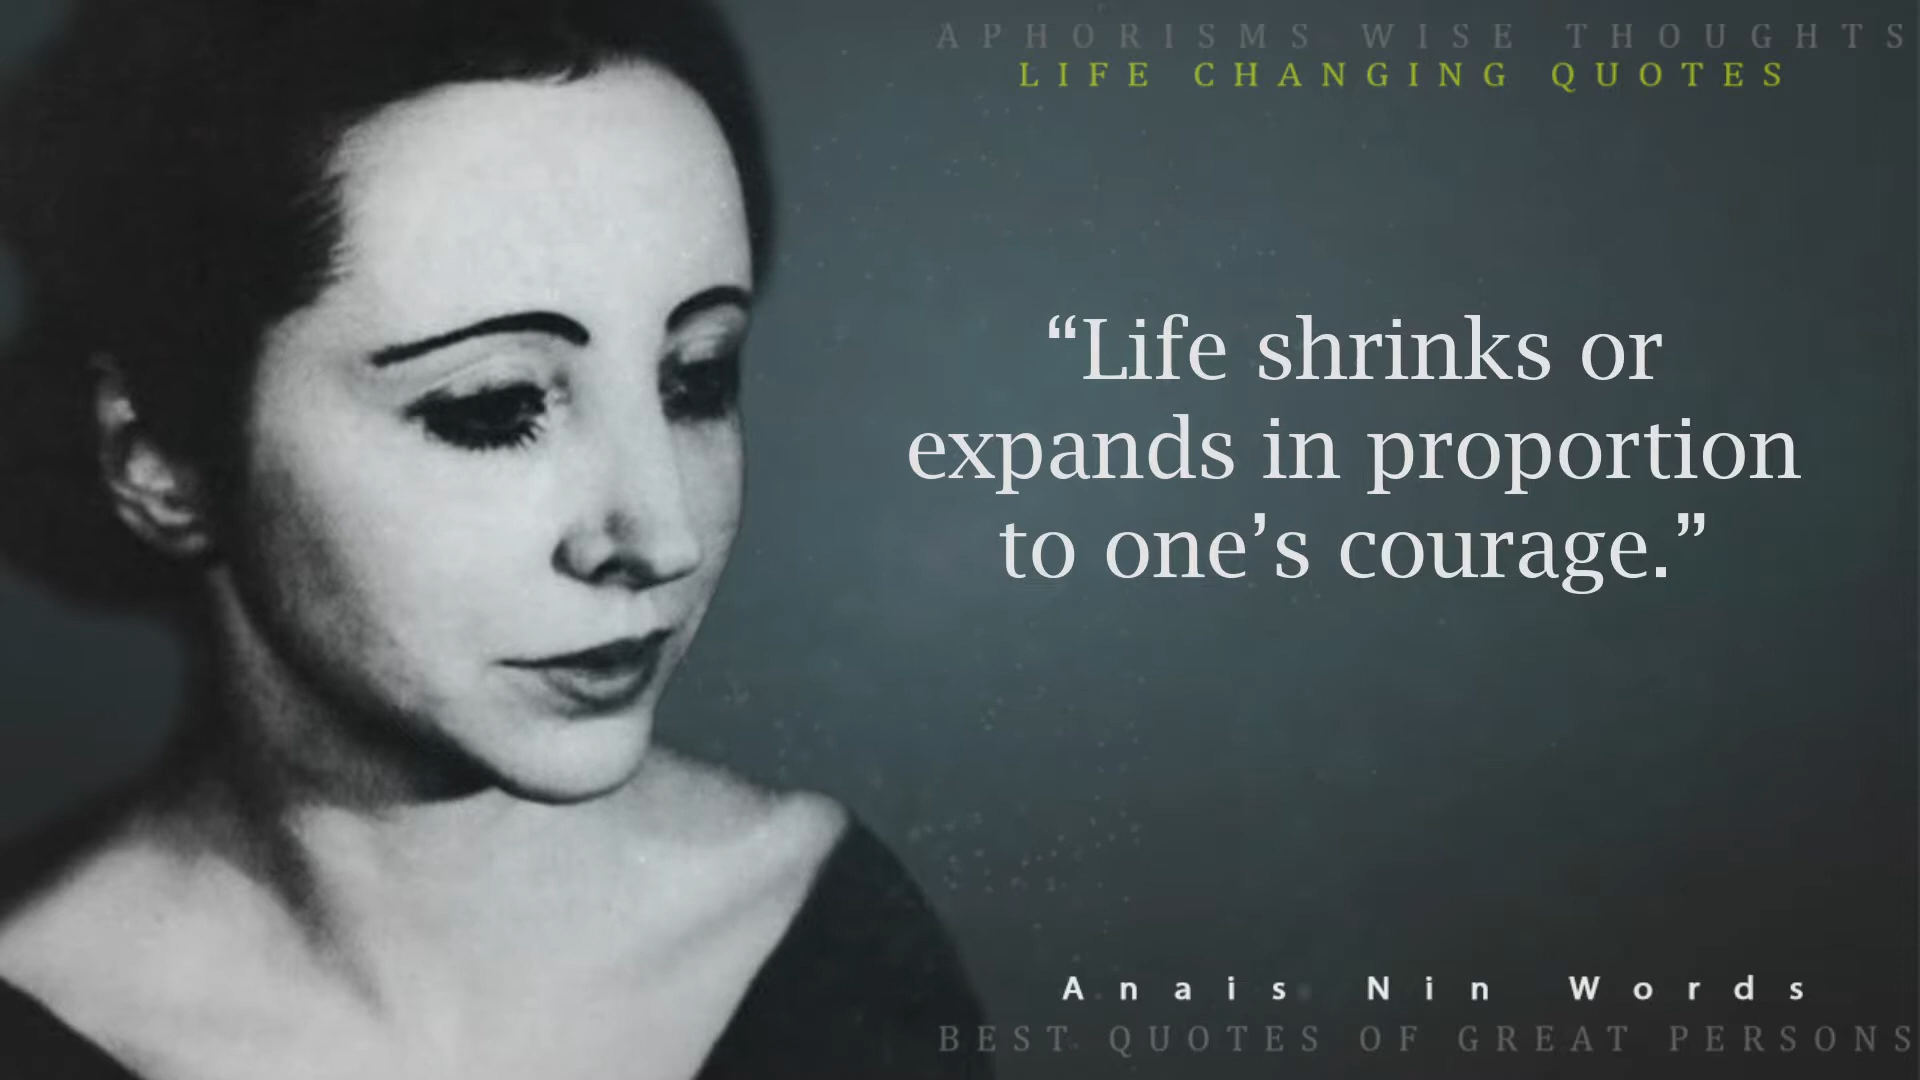 APHORISMS WISE THOUGHTS
LIFE CHANGING QUOTES
“Life shrinks or
expands in proportion
to one’s courage.”
Anais Nin Words
BEST QUOTES OF GREAT PERSONS